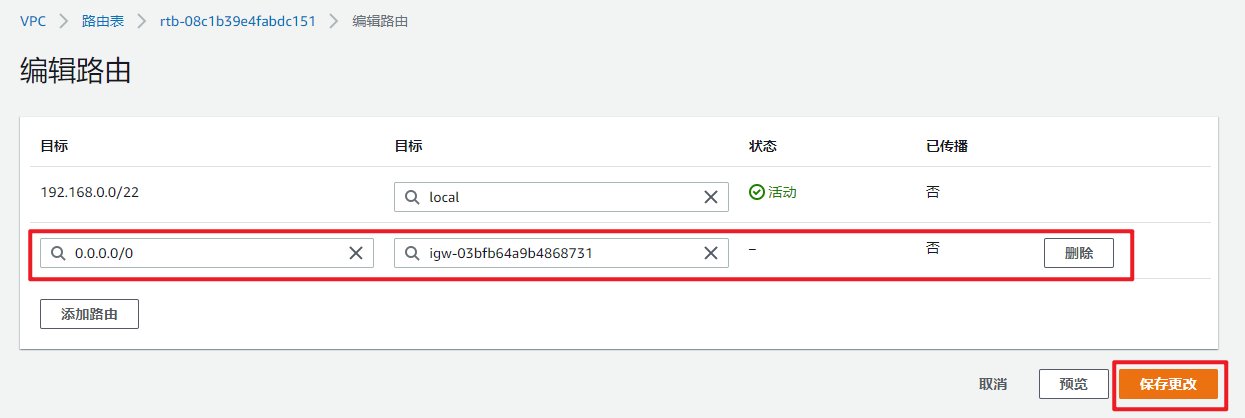 VPC > 路由表 > rtb-08c1b39e4fabdc151 > 编辑路由
编辑路由
目标 目标 状态 已传播
192.168.0.0/22 local 活动 否
0.0.0.0/0 igw-03bfb64a9b4868731 – 否 删除
添加路由
取消 预览 保存更改